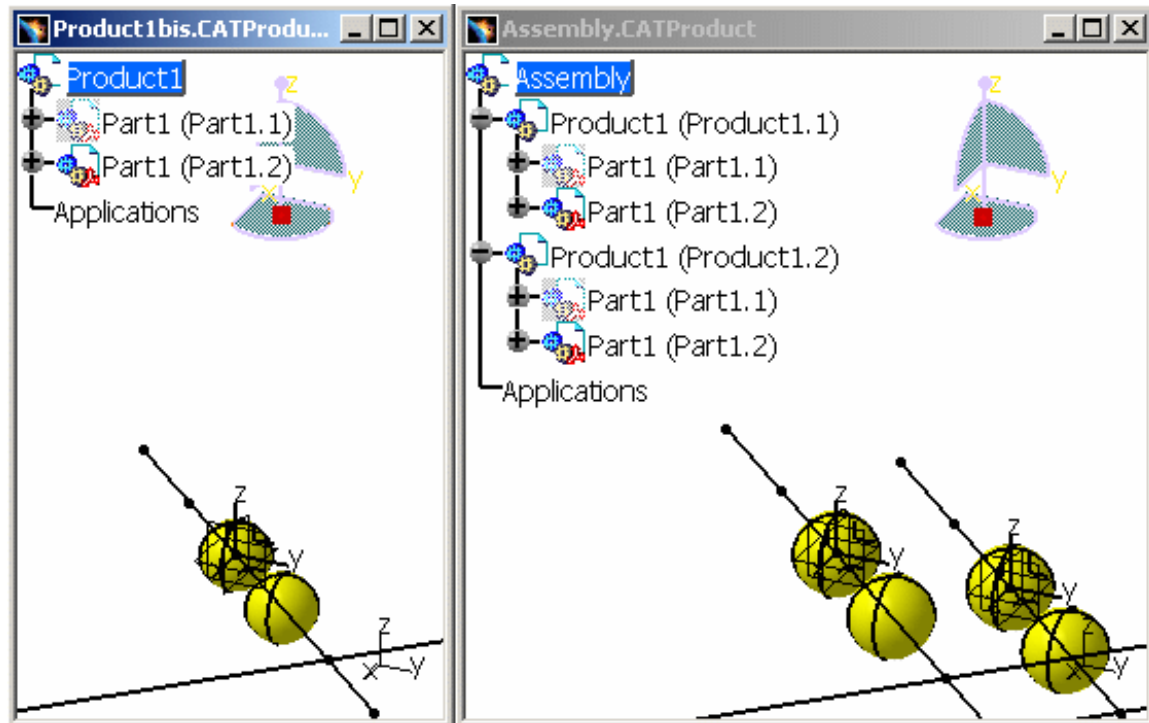 Product1bis.CATProdu...
Product1
Part1 (Part1.1)
Part1 (Part1.2)
Applications
z
y
x
z
y
z
x
y
Assembly.CATProduct
Assembly
Product1 (Product1.1)
Part1 (Part1.1)
Part1 (Part1.2)
Product1 (Product1.2)
Part1 (Part1.1)
Part1 (Part1.2)
Applications
z
y
x
z
y
z
y
z
x
y